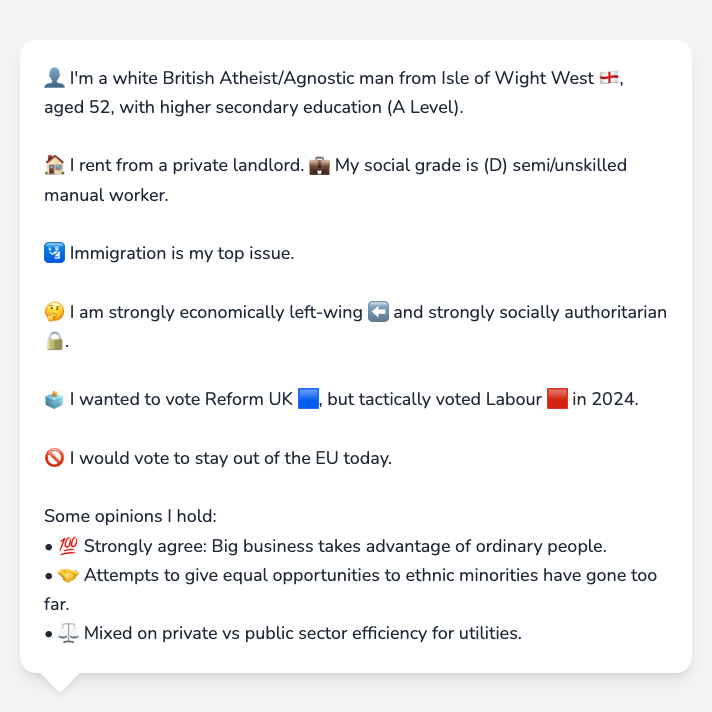 👤 I'm a white British Atheist/Agnostic man from Isle of Wight West 🏴󠁧󠁢󠁥󠁮󠁧󠁿,
aged 52, with higher secondary education (A Level).
🏠 I rent from a private landlord. 💼 My social grade is (D) semi/unskilled
manual worker.
🛂 Immigration is my top issue.
🤔 I am strongly economically left-wing ⬅️ and strongly socially authoritarian
🔒.
🗳️ I wanted to vote Reform UK 🟦, but tactically voted Labour 🟥 in 2024.
🚫 I would vote to stay out of the EU today.
Some opinions I hold:
• 💯 Strongly agree: Big business takes advantage of ordinary people.
• 🤝 Attempts to give equal opportunities to ethnic minorities have gone too
far.
• ⚖️ Mixed on private vs public sector efficiency for utilities.